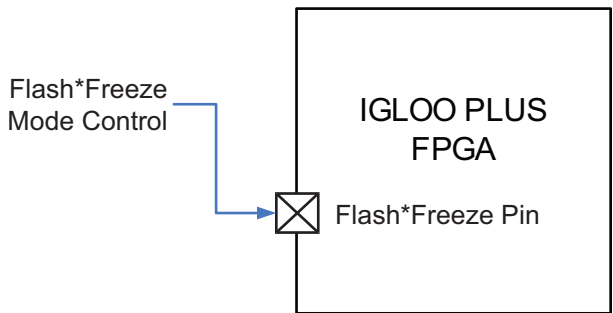 Flash*Freeze
Mode Control
IGLOO PLUS
FPGA
Flash*Freeze Pin